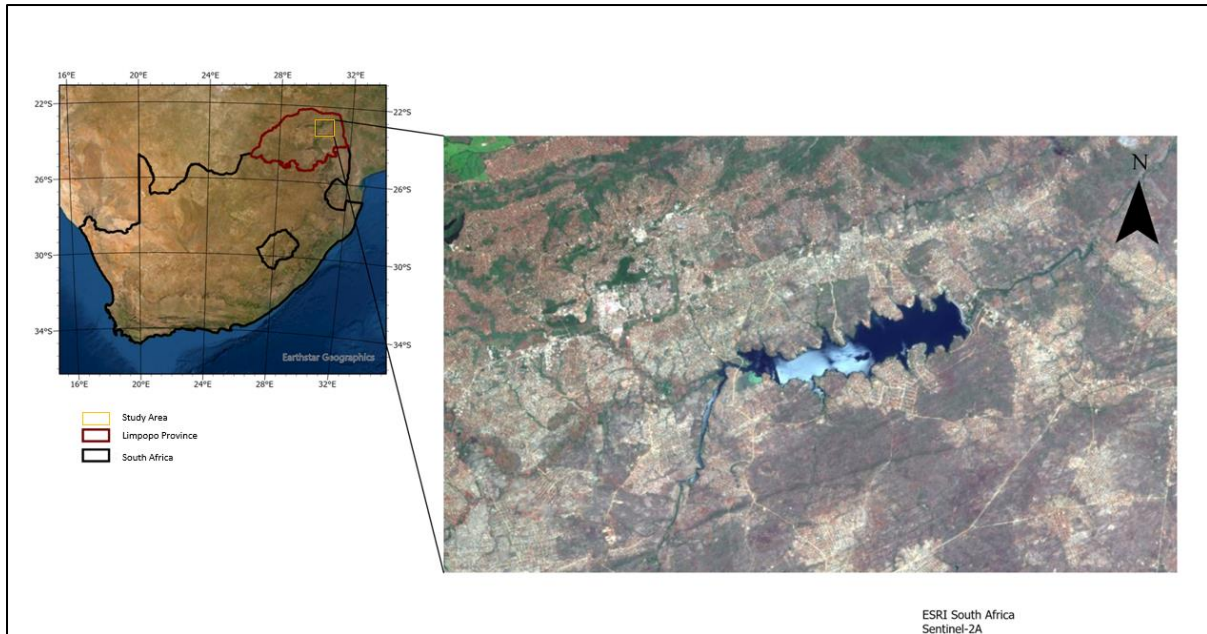 16°E 20°E 24°E 28°E 32°E
22°S 22°S
26°S 26°S
30°S 30°S
34°S 34°S
Earthstar Geographics
16°E 20°E 24°E 28°E 32°E
Study Area
Limpopo Province
South Africa
N
ESRI South Africa
Sentinel-2A